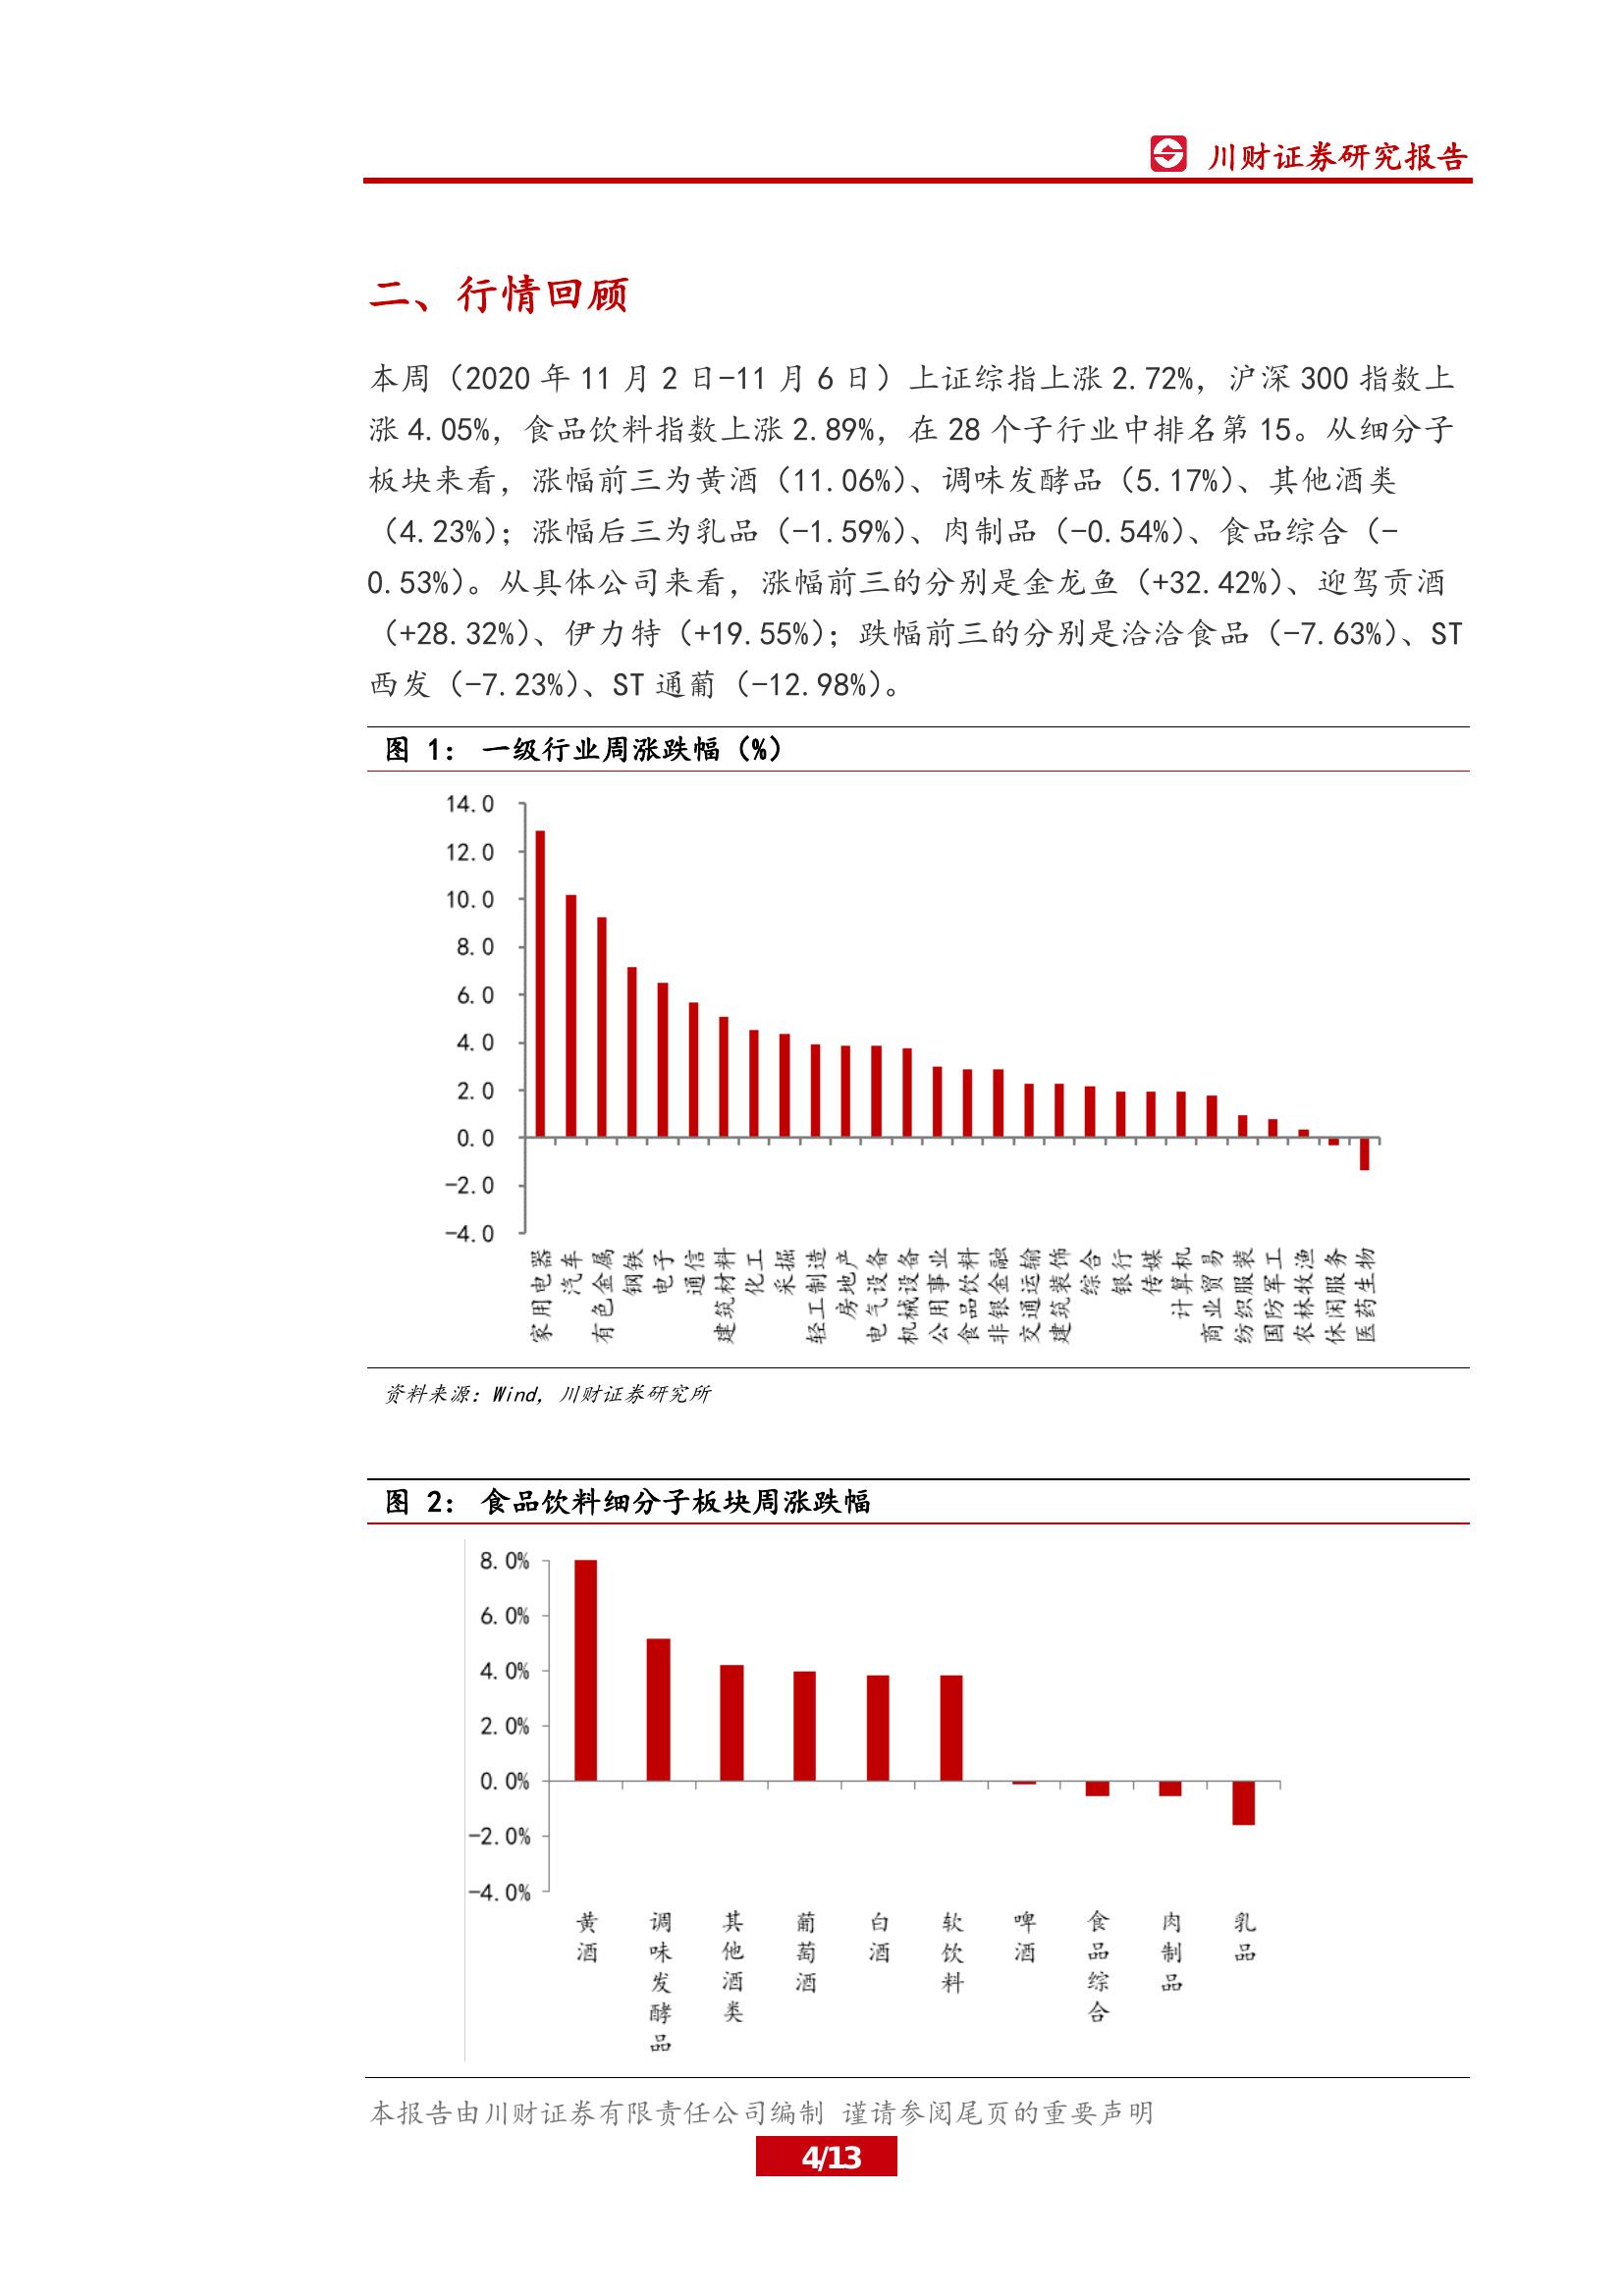 川财证券研究报告
二、行情回顾
本周（2020 年 11 月 2 日-11 月 6 日）上证综指上涨 2.72%，沪深 300 指数上
涨 4.05%，食品饮料指数上涨 2.89%，在 28 个子行业中排名第 15。从细分子
板块来看，涨幅前三为黄酒（11.06%）、调味发酵品（5.17%）、其他酒类
（4.23%）；涨幅后三为乳品（-1.59%）、肉制品（-0.54%）、食品综合（-
0.53%）。从具体公司来看，涨幅前三的分别是金龙鱼（+32.42%）、迎驾贡酒
（+28.32%）、伊力特（+19.55%）；跌幅前三的分别是洽洽食品（-7.63%）、ST
西发（-7.23%）、ST 通葡（-12.98%）。
图 1： 一级行业周涨跌幅（%）
14.0
12.0
10.0
8.0
6.0
4.0
2.0
0.0
-2.0
-4.0
家用电器
汽车
有色金属
钢铁
电子
通信
建筑材料
化工
采掘
轻工制造
房地产
电气设备
机械设备
公用事业
食品饮料
非银金融
交通运输
建筑装饰
综合
银行
传媒
计算机
商业贸易
纺织服装
国防军工
农林牧渔
休闲服务
医药生物
资料来源：Wind，川财证券研究所
图 2： 食品饮料细分子板块周涨跌幅
8.0%
6.0%
4.0%
2.0%
0.0%
-2.0%
-4.0%
黄酒
调味发酵品
其他酒类
葡萄酒
白酒
软饮料
啤酒
食品综合
肉制品
乳品
本报告由川财证券有限责任公司编制 谨请参阅尾页的重要声明
4/13